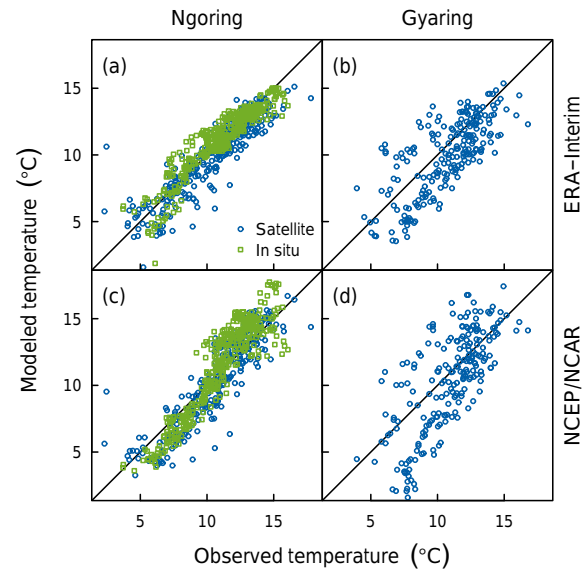 Ngoring Gyaring
(a) (b)
15
10
5
Satellite
In situ
ERA−Interim
Modeled temperature (°C)
(c) (d)
15
10
5
NCEP/NCAR
5 10 15 5 10 15
Observed temperature (°C)